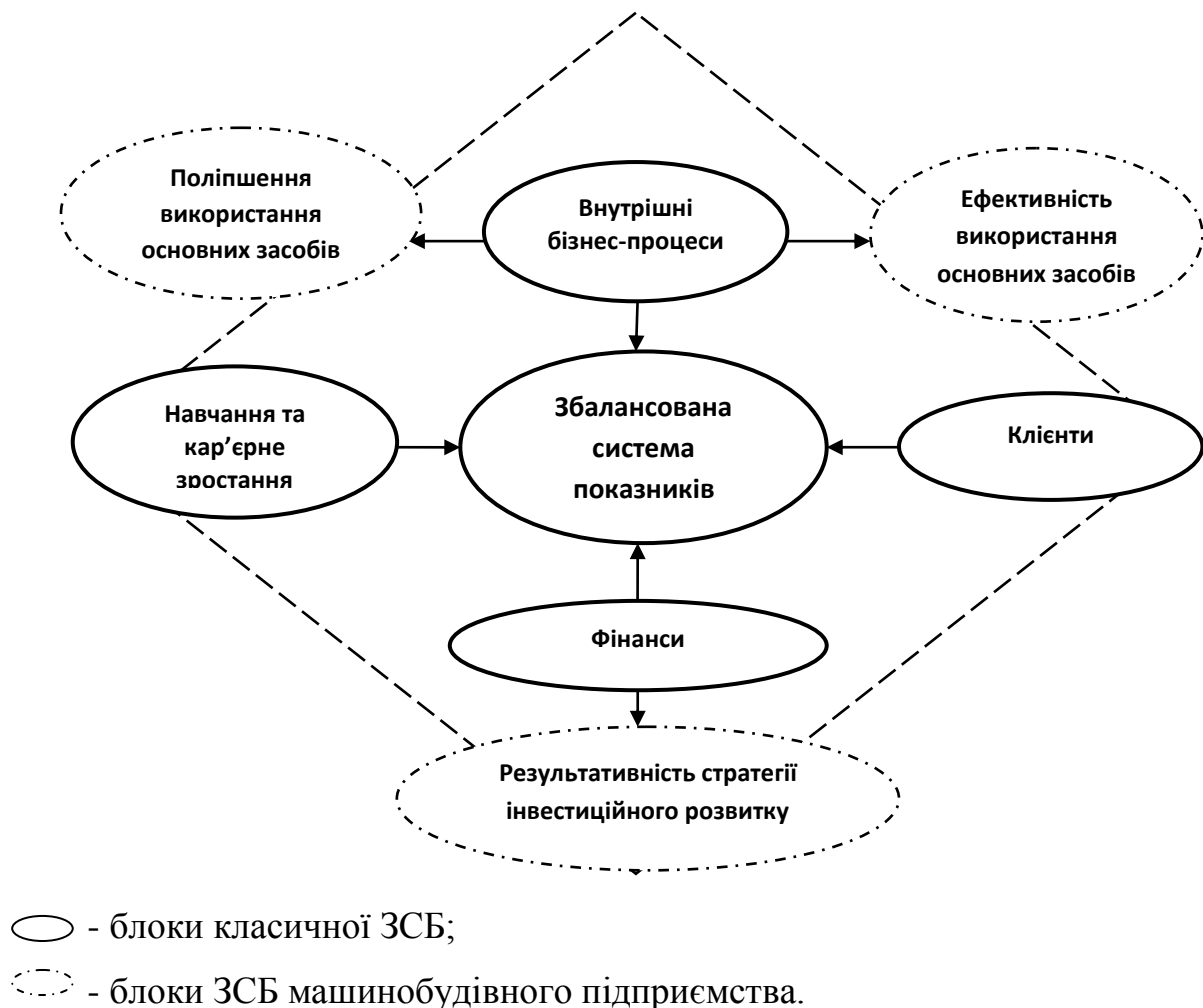 Поліпшення
використання
основних засобів
Внутрішні
бізнес-процеси
Ефективність
використання
основних засобів
Навчання та
кар’єрне
зростання
Збалансована
система
показників
Клієнти
Фінанси
Результативність стратегії
інвестиційного розвитку
- блоки класичної ЗСБ;
- блоки ЗСБ машинобудівного підприємства.